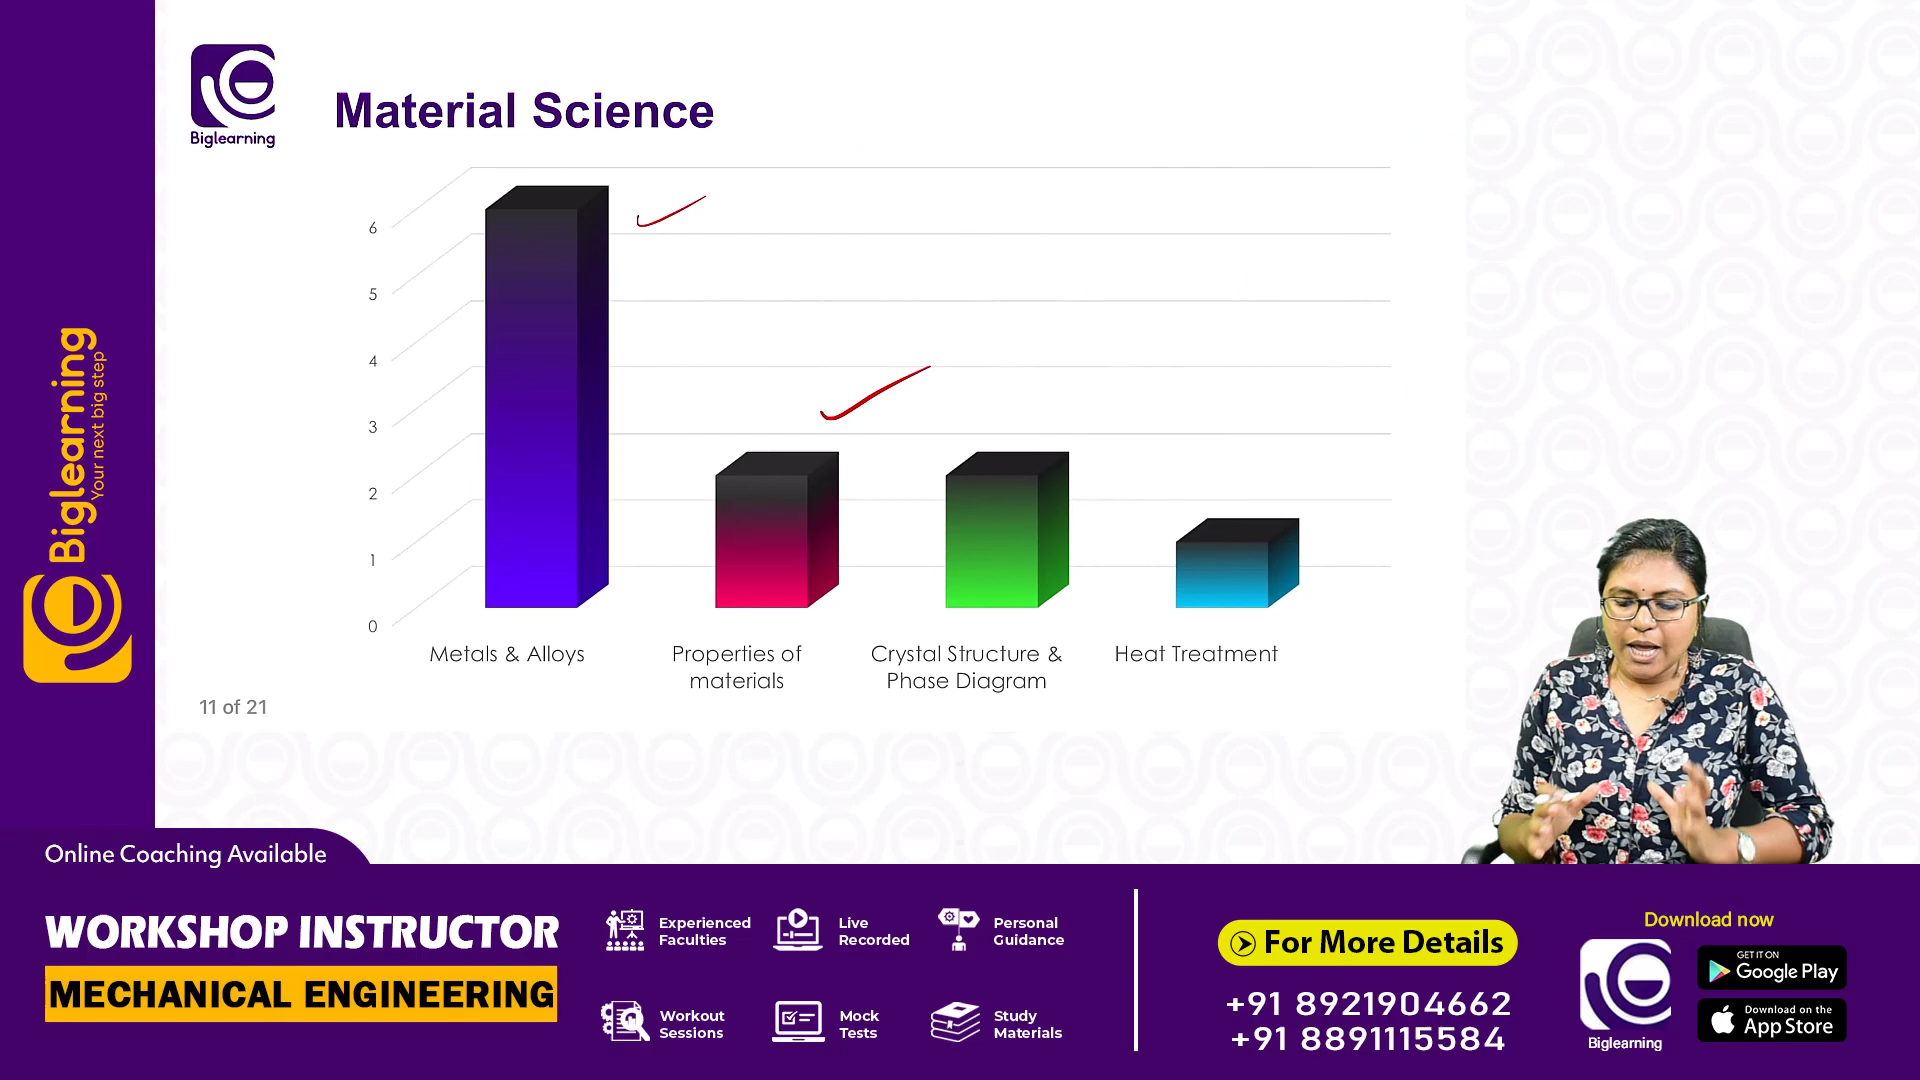 Biglearning
Material Science
6
5
4
3
2
1
0
Metals & Alloys
Properties of
materials
Crystal Structure &
Phase Diagram
Heat Treatment
11 of 21
Biglearning
Your next big step
Online Coaching Available
WORKSHOP INSTRUCTOR
MECHANICAL ENGINEERING
Experienced
Faculties
Live
Recorded
Personal
Guidance
Workout
Sessions
Mock
Tests
Study
Materials
For More Details
+91 8921904662
+91 8891115584
Download now
Biglearning
GET IT ON
Google Play
Download on the
App Store